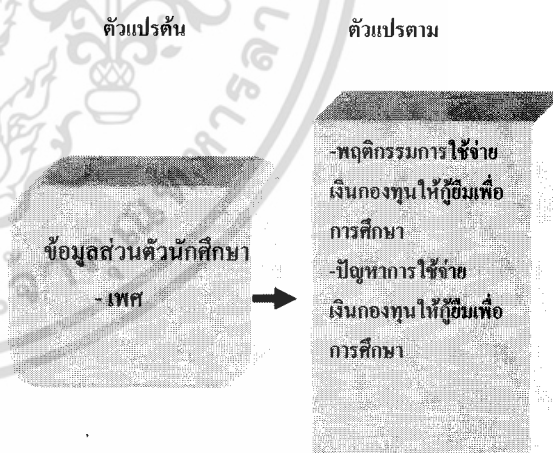 ตัวแปรต้น
ตัวแปรตาม
ข้อมูลส่วนตัวนักศึกษา
- เพศ
-พฤติกรรมการใช้จ่าย
เงินกองทุนให้กู้ยืมเพื่อ
การศึกษา
-ปัญหาการใช้จ่าย
เงินกองทุนให้กู้ยืมเพื่อ
การศึกษา